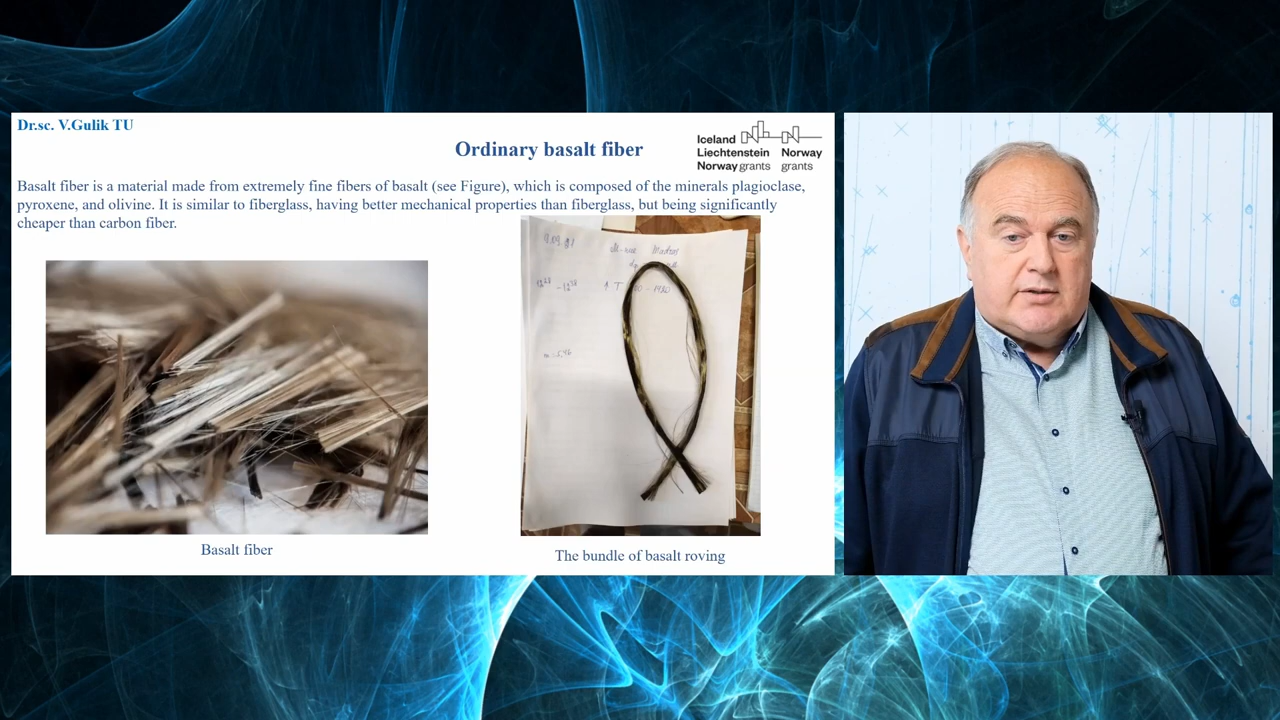 Dr.sc. V.Gulik TU
Ordinary basalt fiber
Iceland
Liechtenstein Norway
Norway grants grants
Basalt fiber is a material made from extremely fine fibers of basalt (see Figure), which is composed of the minerals plagioclase,
pyroxene, and olivine. It is similar to fiberglass, having better mechanical properties than fiberglass, but being significantly
cheaper than carbon fiber.
Basalt fiber
The bundle of basalt roving